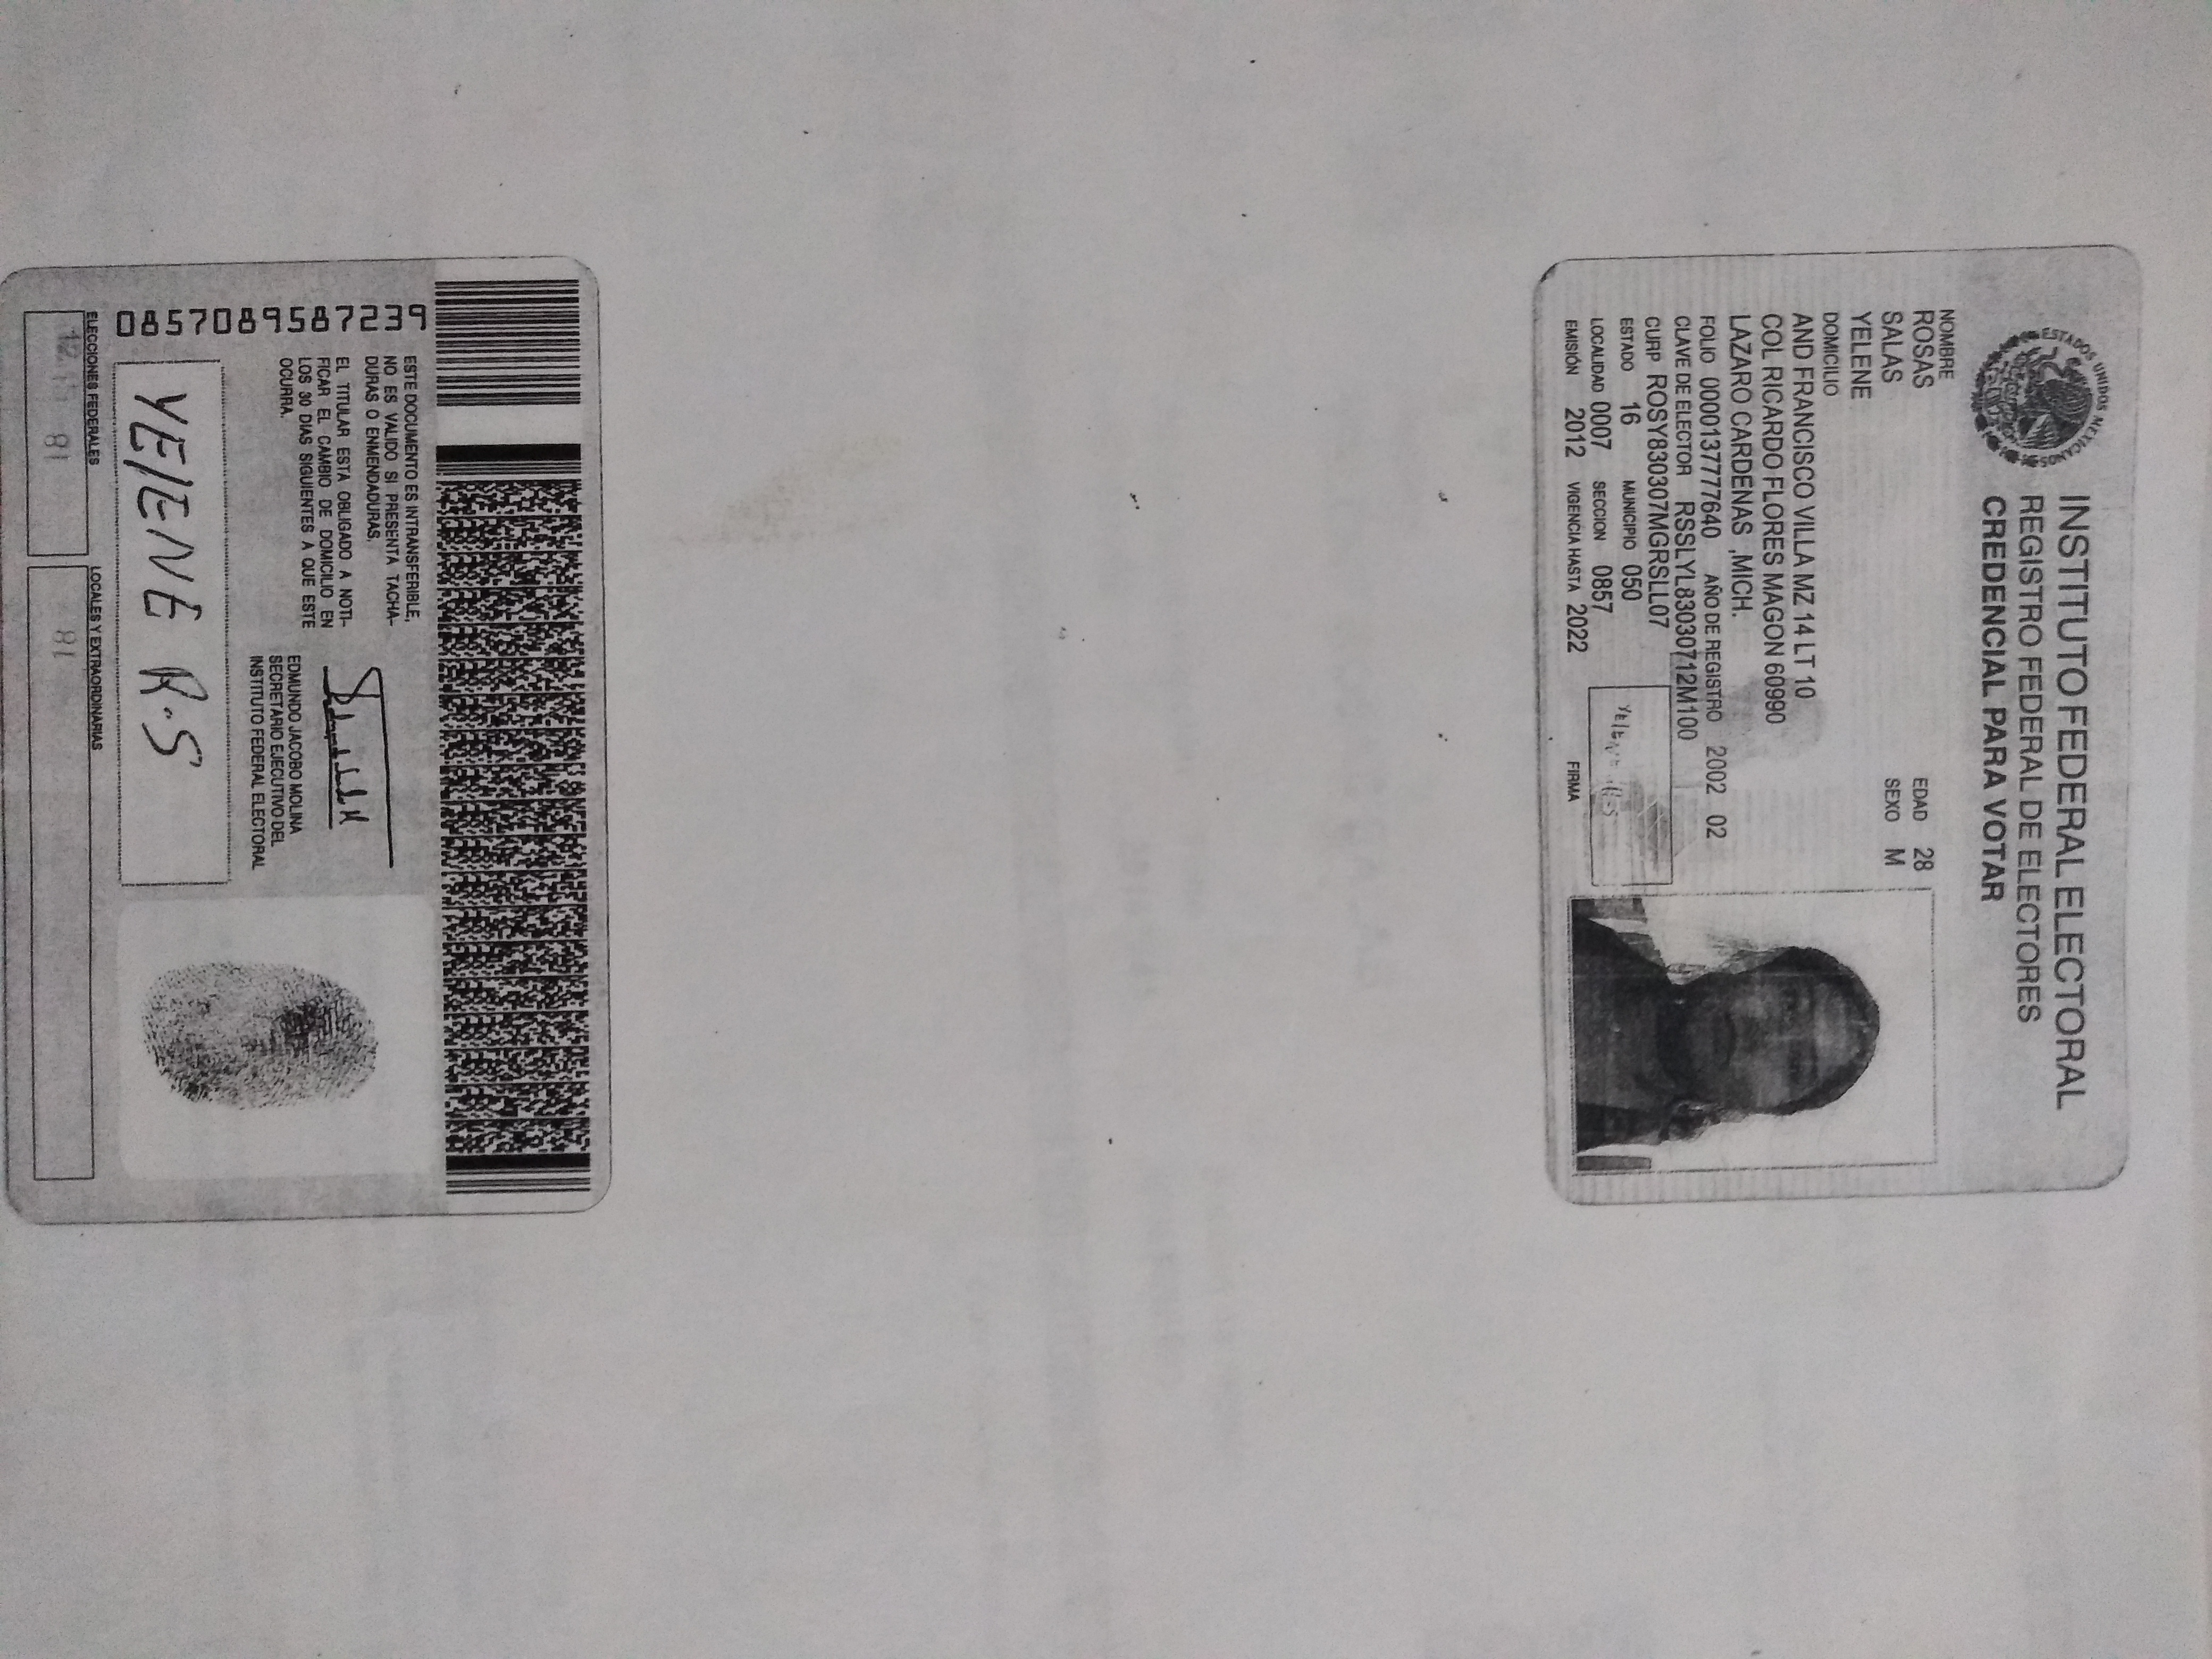 ESTADOS UNIDOS MEXICANOS
INSTITUTO FEDERAL ELECTORAL
REGISTRO FEDERAL DE ELECTORES
CREDENCIAL PARA VOTAR
NOMBRE
ROSAS
SALAS
YELENE
EDAD 28
SEXO M
DOMICILIO
AND FRANCISCO VILLA MZ 14 LT 10
COL RICARDO FLORES MAGON 60990
LAZARO CARDENAS ,MICH.
FOLIO 0000137777640 AÑO DE REGISTRO 2002 02
CLAVE DE ELECTOR RSSLYL83030712M100
CURP ROSY830307MGRSLL07
ESTADO 16 MUNICIPIO 050
LOCALIDAD 0007 SECCION 0857
EMISIÓN 2012 VIGENCIA HASTA 2022
FIRMA
0857089587239
ESTE DOCUMENTO ES INTRANSFERIBLE,
NO ES VALIDO SI PRESENTA TACHA-
DURAS O ENMENDADURAS.
EL TITULAR ESTA OBLIGADO A NOTI-
FICAR EL CAMBIO DE DOMICILIO EN
LOS 30 DIAS SIGUIENTES A QUE ESTE
OCURRA.
EDMUNDO JACOBO MOLINA
SECRETARIO EJECUTIVO DEL
INSTITUTO FEDERAL ELECTORAL
YElENE R-S
ELECCIONES FEDERALES
12 18
LOCALES Y EXTRAORDINARIAS
18